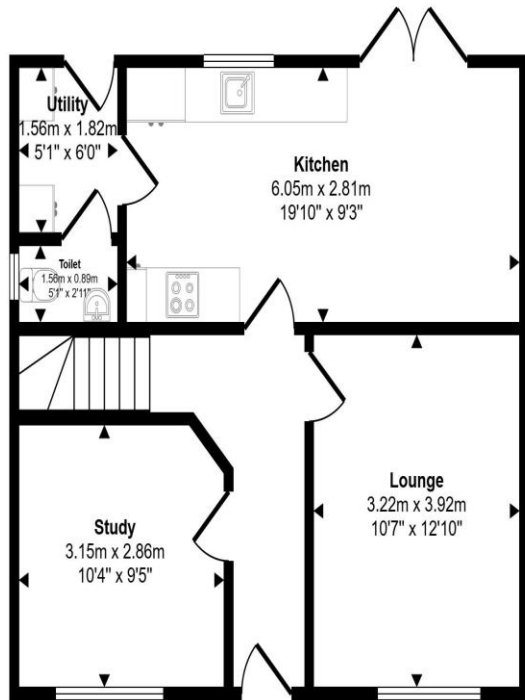 Utility
1.56m x 1.82m
5'1" x 6'0"
Kitchen
6.05m x 2.81m
19'10" x 9'3"
Toilet
1.56m x 0.89m
5'1" x 2'11"
Lounge
3.22m x 3.92m
10'7" x 12'10"
Study
3.15m x 2.86m
10'4" x 9'5"